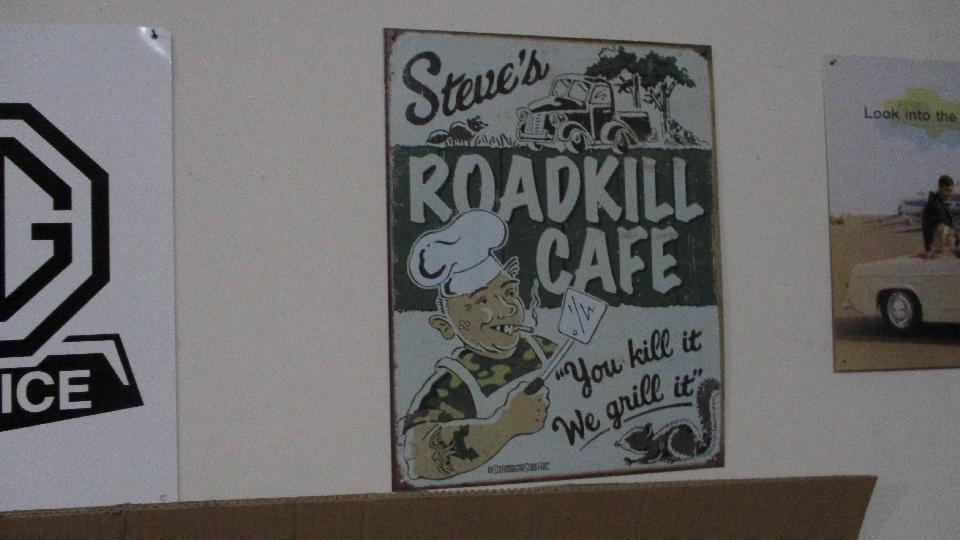 G
ICE
Steve's
ROADKILL
CAFE
"You kill it
We grill it"
Look into the